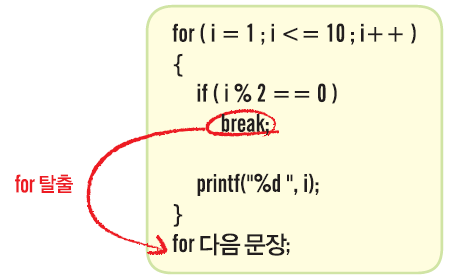 for ( i = 1 ; i <= 10 ; i++ )
{
if ( i % 2 == 0 )
break;
for 탈출
printf("%d ", i);
}
for 다음 문장;